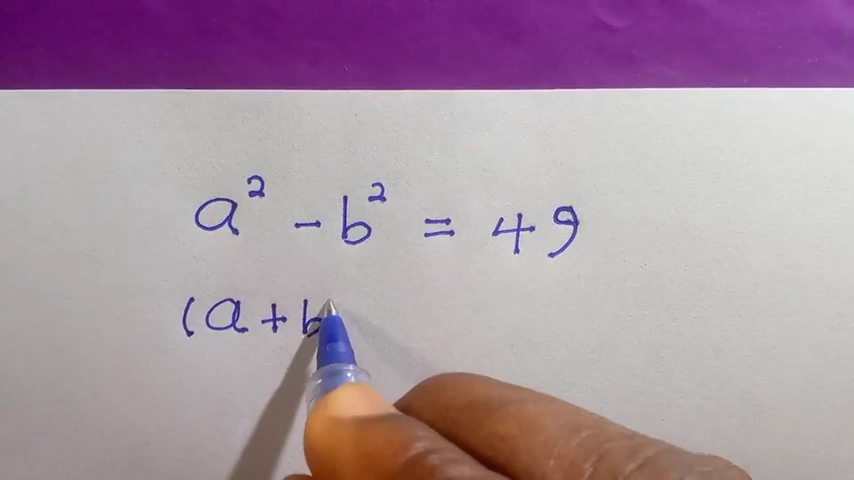 a² - b² = 49
(a + b